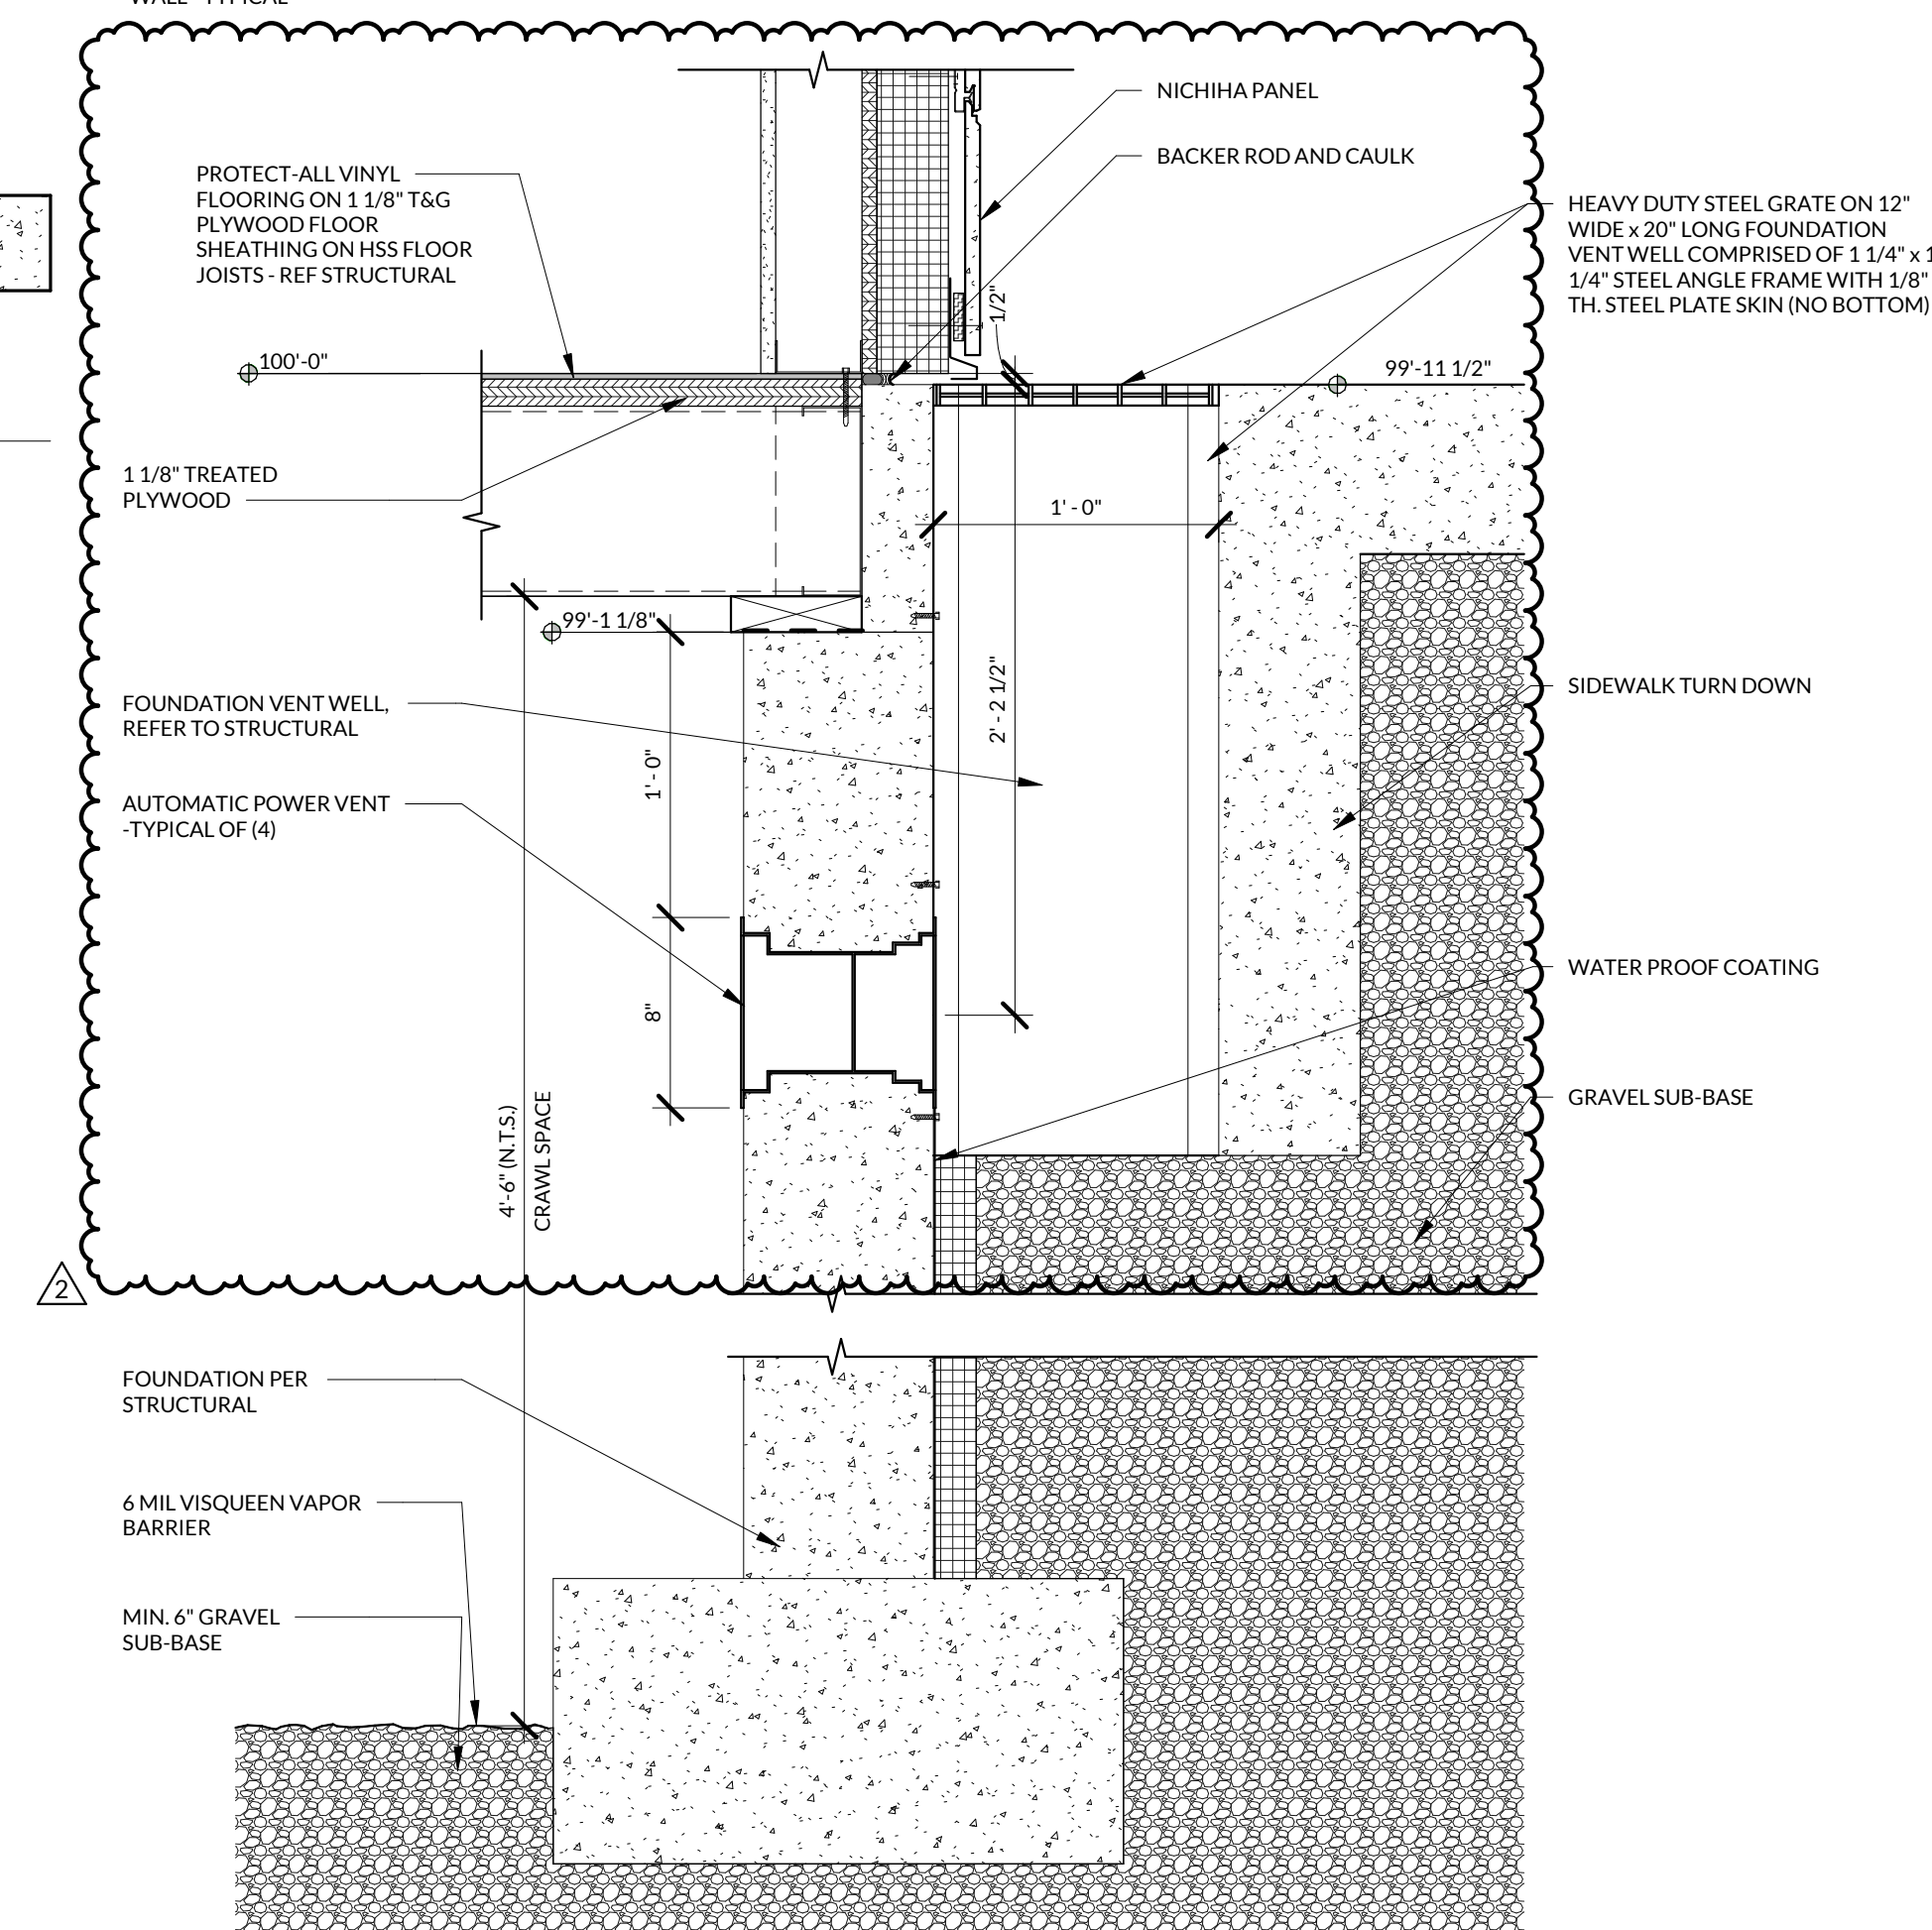 NICHIHA PANEL
BACKER ROD AND CAULK
PROTECT-ALL VINYL
FLOORING ON 1 1/8" T&G
PLYWOOD FLOOR
SHEATHING ON HSS FLOOR
JOISTS - REF STRUCTURAL
HEAVY DUTY STEEL GRATE ON 12"
WIDE x 20" LONG FOUNDATION
VENT WELL COMPRISED OF 1 1/4" x 1
1/4" STEEL ANGLE FRAME WITH 1/8"
TH. STEEL PLATE SKIN (NO BOTTOM)
1/2"
100'-0"
99'-11 1/2"
1 1/8" TREATED
PLYWOOD
1' - 0"
99'-1 1/8"
FOUNDATION VENT WELL,
REFER TO STRUCTURAL
2' - 2 1/2"
SIDEWALK TURN DOWN
1' - 0"
AUTOMATIC POWER VENT
-TYPICAL OF (4)
WATER PROOF COATING
8"
GRAVEL SUB-BASE
4'-6" (N.T.S.)
CRAWL SPACE
2
FOUNDATION PER
STRUCTURAL
6 MIL VISQUEEN VAPOR
BARRIER
MIN. 6" GRAVEL
SUB-BASE